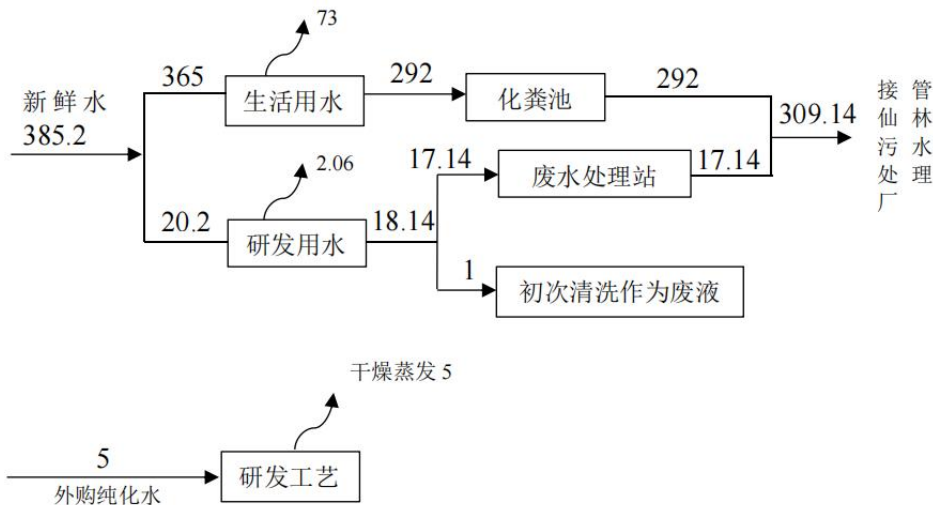 73
365
生活用水
292
化粪池
292
新鲜水
385.2
309.14
接管
仙林
污水
处理
厂
2.06
17.14
废水处理站
17.14
20.2
研发用水
18.14
1
初次清洗作为废液
干燥蒸发 5
5
外购纯化水
研发工艺